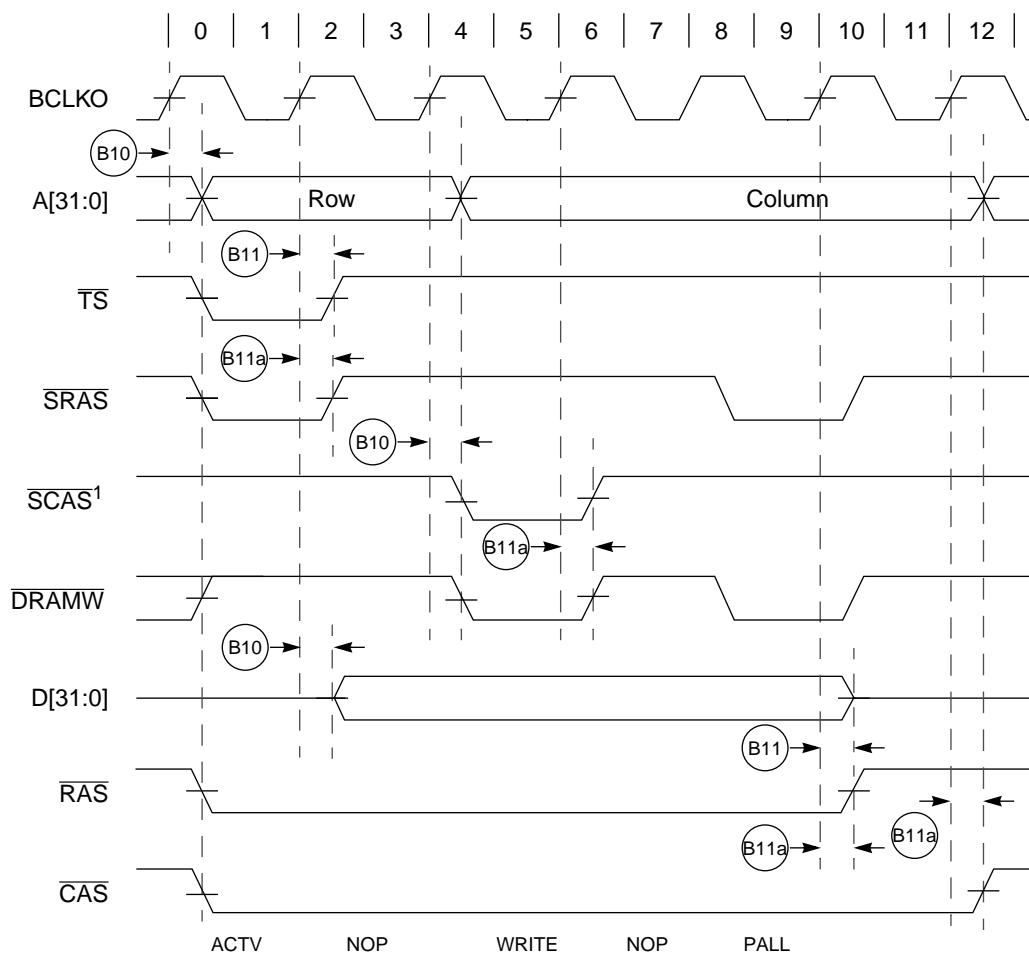 0 1 2 3 4 5 6 7 8 9 10 11 12
BCLKO
B10
A[31:0] Row Column
B11
TS
B11a
SRAS
B10
SCAS1
B11a
DRAMW
B10
D[31:0]
B11
RAS
B11a
B11a
CAS
ACTV NOP WRITE NOP PALL